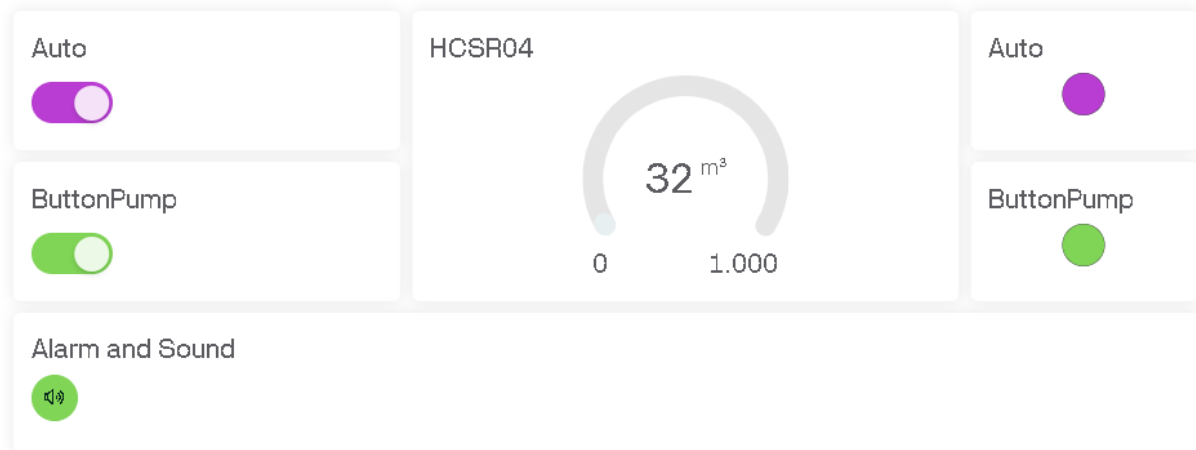 Auto
HCSR04
Auto
32 m³
ButtonPump
ButtonPump
0
1.000
Alarm and Sound